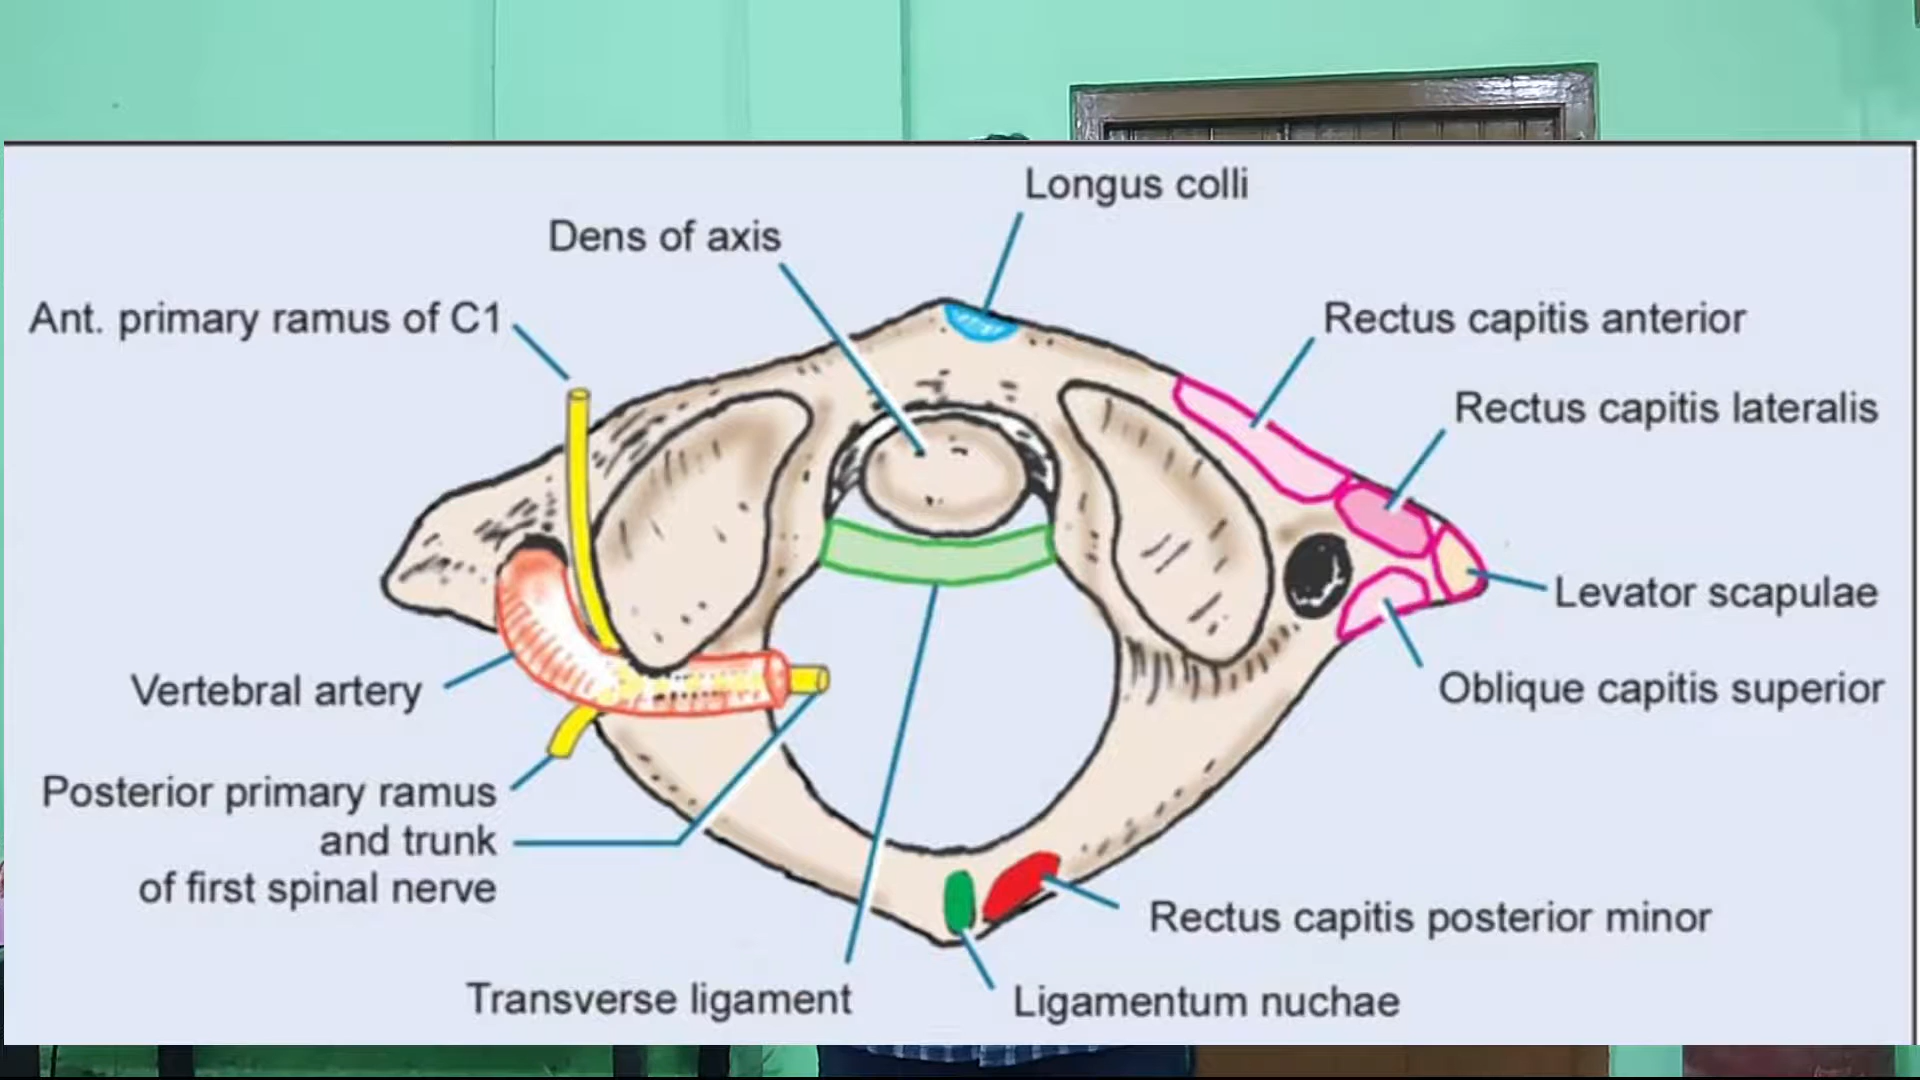 Longus colli
Dens of axis
Ant. primary ramus of C1
Rectus capitis anterior
Rectus capitis lateralis
Levator scapulae
Vertebral artery
Oblique capitis superior
Posterior primary ramus
and trunk
of first spinal nerve
Rectus capitis posterior minor
Transverse ligament
Ligamentum nuchae